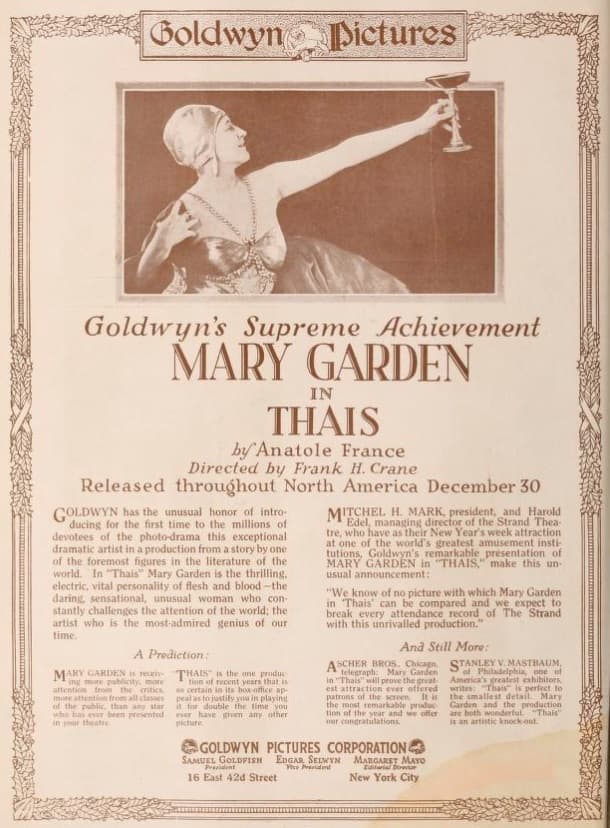 Goldwyn Pictures
Goldwyn's Supreme Achievement
MARY GARDEN
IN
THAIS
by Anatole France
Directed by Frank H. Crane
Released throughout North America December 30
GOLDWYN has the unusual honor of intro-
ducing for the first time to the millions of
devotees of the photo-drama this exceptional
dramatic artist in a production from a story by one
of the foremost figures in the literature of the
world. In "Thais" Mary Garden is the thrilling,
electric, vital personality of flesh and blood—the
daring, sensational, unusual woman who con-
stantly challenges the attention of the world; the
artist who is the most-admired genius of our
time.
A Prediction:
MARY GARDEN is receiv-
ing more publicity, more
attention from the critics,
more attention from all classes
of the public, than any star
who has ever been presented
in your theatre.
"THAIS" is the one produc-
tion of recent years that is
so certain in its box-office ap-
peal as to justify you in playing
it for double the time you
ever have given any other
picture.
MITCHEL H. MARK, president, and Harold
Edel, managing director of the Strand Thea-
tre, who have as their New Year's week attraction
at one of the world's greatest amusement insti-
tutions, Goldwyn's remarkable presentation of
MARY GARDEN in "THAIS," make this un-
usual announcement:
"We know of no picture with which Mary Garden
in 'Thais' can be compared and we expect to
break every attendance record of The Strand
with this unrivalled production."
And Still More:
ASCHER BROS., Chicago,
telegraph: Mary Garden
in "Thais" will prove the great-
est attraction ever offered
patrons of the screen. It is
the most remarkable produc-
tion of the year and we offer
our congratulations.
STANLEY V. MASTBAUM,
of Philadelphia, one of
America's greatest exhibitors,
writes: "Thais" is perfect to
the smallest detail. Mary
Garden and the production
are both wonderful. "Thais"
is an artistic knock-out.
GOLDWYN PICTURES CORPORATION
SAMUEL GOLDFISH EDGAR SELWYN MARGARET MAYO
President Vice President Editorial Director
16 East 42d Street New York City